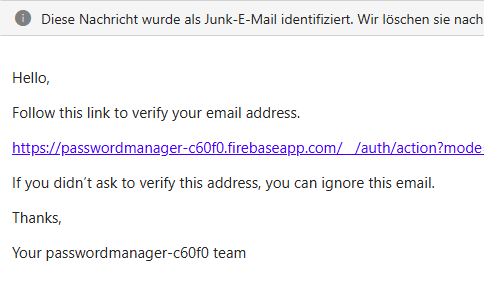 Diese Nachricht wurde als Junk-E-Mail identifiziert. Wir löschen sie nach
Hello,
Follow this link to verify your email address.
https://passwordmanager-c60f0.firebaseapp.com/__/auth/action?mode
If you didn’t ask to verify this address, you can ignore this email.
Thanks,
Your passwordmanager-c60f0 team